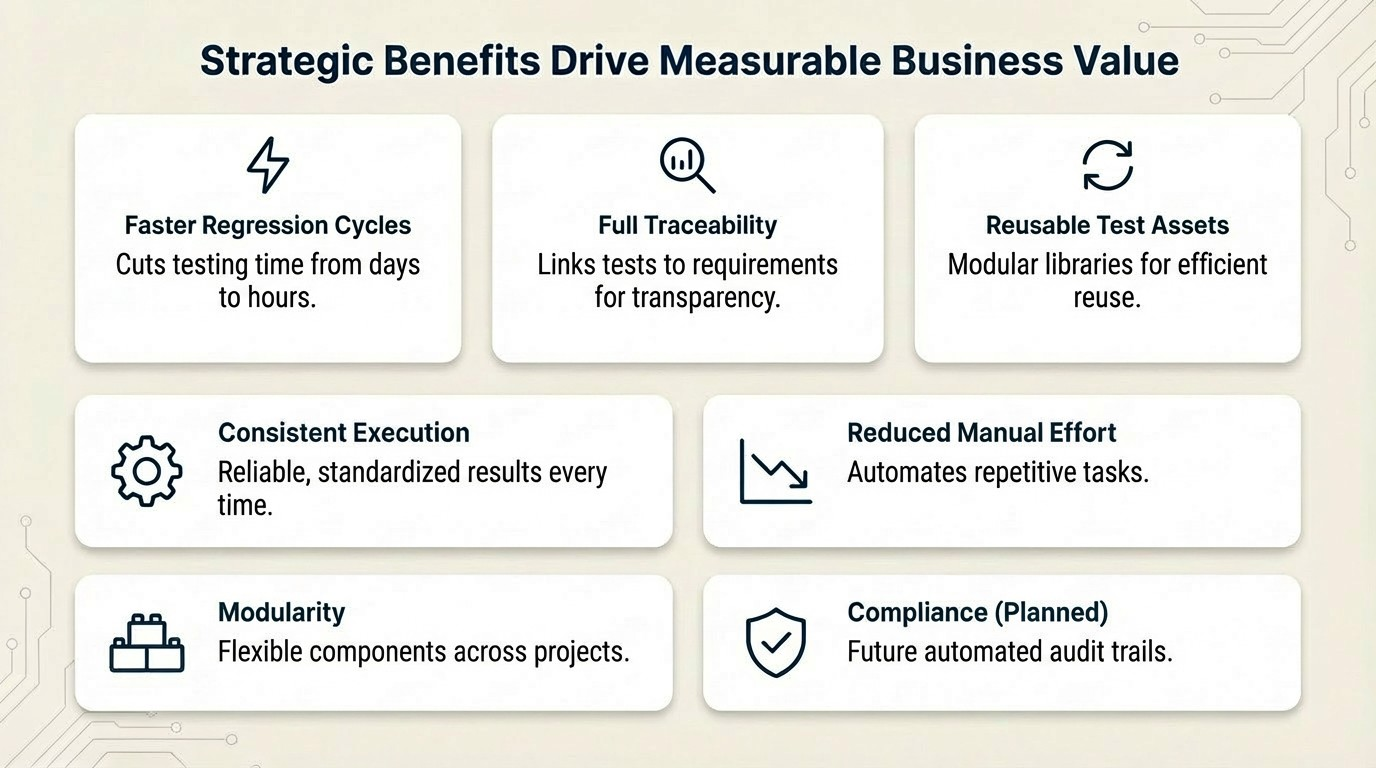 Strategic Benefits Drive Measurable Business Value
Faster Regression Cycles
Cuts testing time from days
to hours.
Full Traceability
Links tests to requirements
for transparency.
Reusable Test Assets
Modular libraries for efficient
reuse.
Consistent Execution
Reliable, standardized results every
time.
Reduced Manual Effort
Automates repetitive tasks.
Modularity
Flexible components across projects.
Compliance (Planned)
Future automated audit trails.